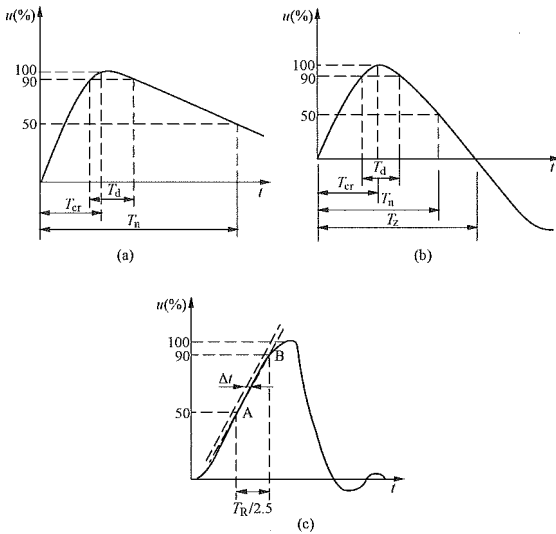 u(%)
100
90
50
T_d
T_cr
T_n
t
(a)
u(%)
100
90
50
T_d
T_cr
T_n
T_z
t
(b)
u(%)
100
90
B
Δt
50
A
T_R/2.5
t
(c)